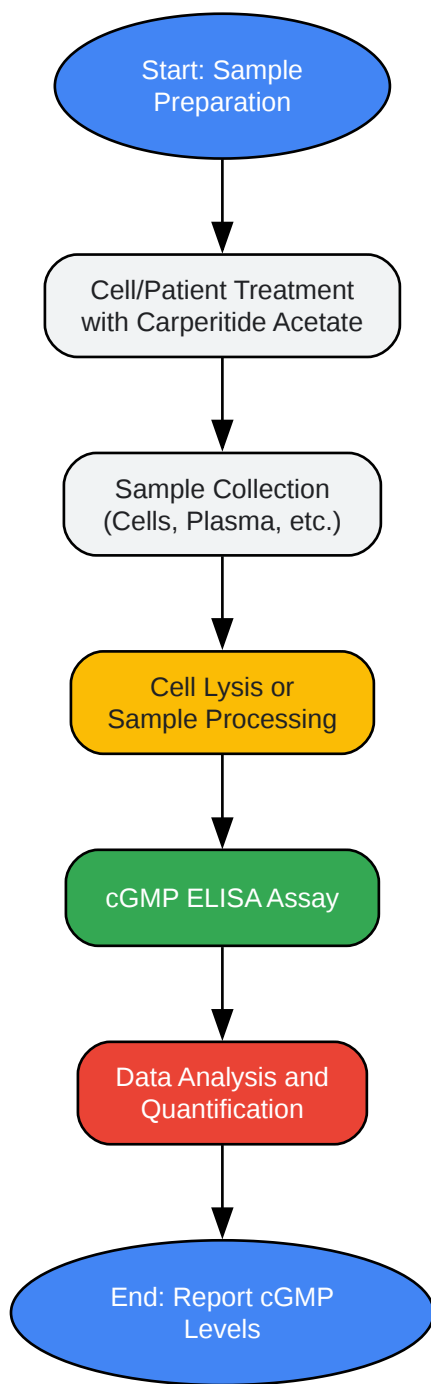 Start: Sample
Preparation
Cell/Patient Treatment
with Carperitide Acetate
Sample Collection
(Cells, Plasma, etc.)
Cell Lysis or
Sample Processing
cGMP ELISA Assay
Data Analysis and
Quantification
End: Report cGMP
Levels